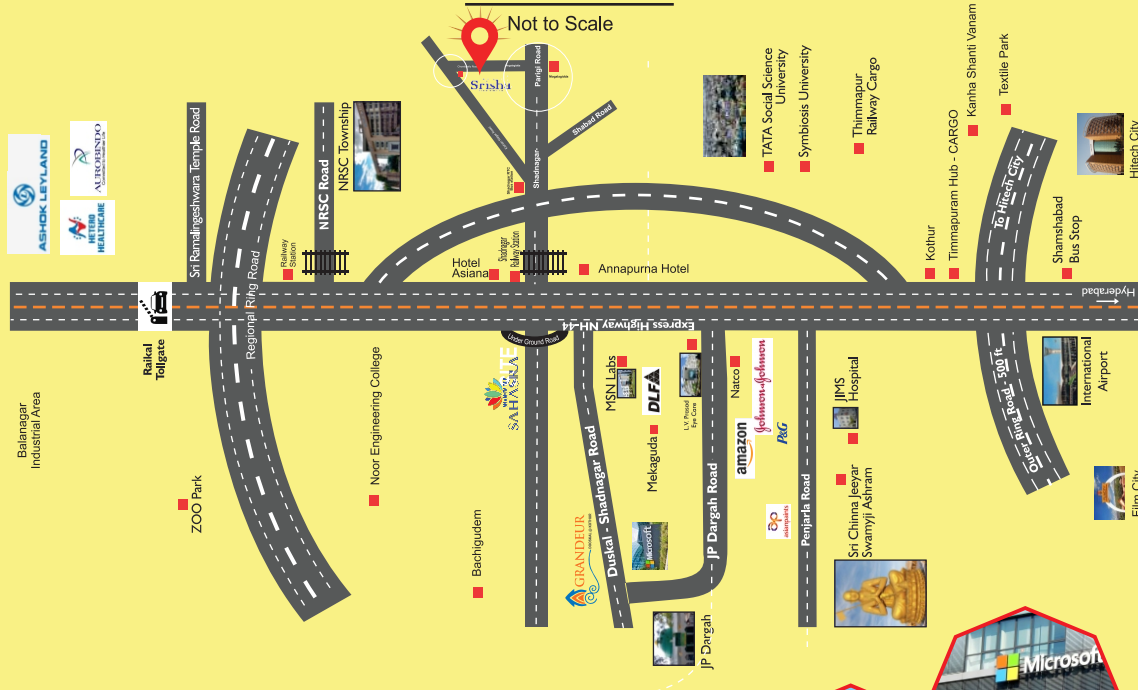 Not to Scale
Srisha
Parigi Road
Shadnagar-
Shabad Road
ASHOK LEYLAND
AUROBINDO
HETERO
HEALTHCARE
Sri Ramalingeshwara Temple Road
NRSC Road
NRSC Township
Railway
Station
TATA Social Science
University
Symbiosis University
Thimmapur
Railway Cargo
Kanha Shanti Vanam
Textile Park
Timmapuram Hub - CARGO
Kothur
To Hitech City
Hitech City
Shamshabad
Bus Stop
Hotel
Asiana
Shadnagar
Railway Station
Annapurna Hotel
Regional Ring Road
Raikal
Tollgate
Express Highway NH-44
Hyderabad
Under Ground Road
Balanagar
Industrial Area
ZOO Park
Noor Engineering College
Bachigudem
SAHASRA
GRANDEUR
Duskal - Shadnagar Road
MSN Labs
DLF
Mekaguda
Microsoft
L.V. Prasad
Eye Care
Natco
JP Dargah Road
JP Dargah
amazon
Johnson & Johnson
P&G
asianpaints
Penjarla Road
JIMS
Hospital
Sri Chinna Jeeyar
Swamyji Ashram
Outer Ring Road - 500 ft
International
Airport
Film City
Microsoft